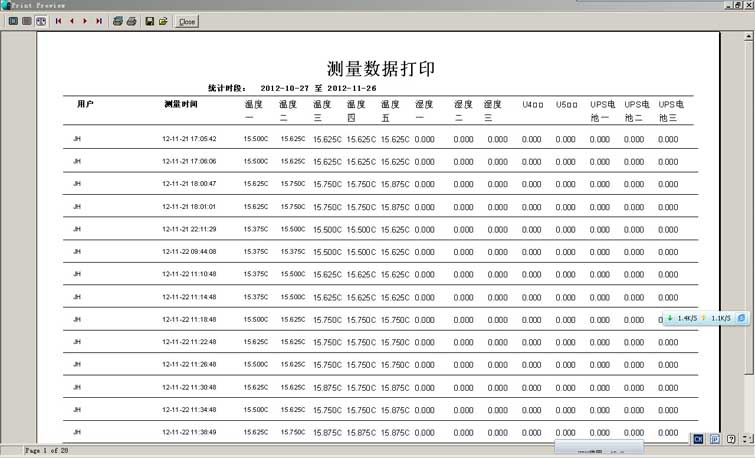 Print Preview
Close
测量数据打印
统计时段： 2012-10-27 至 2012-11-26
用户 测量时间 温度一 温度二 温度三 温度四 温度五 湿度一 湿度二 湿度三 U4□□ U5□□ UPS电池一 UPS电池二 UPS电池三
JH 12-11-21 17:05:42 15.500C 15.625C 15.625C 15.625C 15.625C 0.000 0.000 0.000 0.000 0.000 0.000 0.000 0.000
JH 12-11-21 17:06:06 15.500C 15.625C 15.625C 15.625C 15.625C 0.000 0.000 0.000 0.000 0.000 0.000 0.000 0.000
JH 12-11-21 18:00:47 15.625C 15.750C 15.750C 15.750C 15.875C 0.000 0.000 0.000 0.000 0.000 0.000 0.000 0.000
JH 12-11-21 18:01:01 15.625C 15.750C 15.750C 15.750C 15.875C 0.000 0.000 0.000 0.000 0.000 0.000 0.000 0.000
JH 12-11-21 22:11:29 15.375C 15.375C 15.500C 15.500C 15.625C 0.000 0.000 0.000 0.000 0.000 0.000 0.000 0.000
JH 12-11-22 09:44:08 15.375C 15.375C 15.500C 15.500C 15.625C 0.000 0.000 0.000 0.000 0.000 0.000 0.000 0.000
JH 12-11-22 11:10:48 15.375C 15.500C 15.625C 15.625C 15.625C 0.000 0.000 0.000 0.000 0.000 0.000 0.000 0.000
JH 12-11-22 11:14:48 15.375C 15.500C 15.625C 15.625C 15.625C 0.000 0.000 0.000 0.000 0.000 0.000 0.000 0.000
JH 12-11-22 11:18:48 15.500C 15.625C 15.750C 15.750C 15.750C 0.000 0.000 0.000 0.000 0.000 0.000 0.000
1.4K/S 1.1K/S
JH 12-11-22 11:22:48 15.625C 15.625C 15.750C 15.750C 15.750C 0.000 0.000 0.000 0.000 0.000 0.000 0.000 0.000
JH 12-11-22 11:26:48 15.500C 15.625C 15.750C 15.750C 15.750C 0.000 0.000 0.000 0.000 0.000 0.000 0.000 0.000
JH 12-11-22 11:30:48 15.625C 15.625C 15.875C 15.750C 15.875C 0.000 0.000 0.000 0.000 0.000 0.000 0.000 0.000
JH 12-11-22 11:34:48 15.500C 15.625C 15.750C 15.750C 15.875C 0.000 0.000 0.000 0.000 0.000 0.000 0.000 0.000
JH 12-11-22 11:38:49 15.625C 15.750C 15.875C 15.875C 15.875C 0.000 0.000 0.000 0.000 0.000 0.000 0.000 0.000
CH
Page 1 of 28